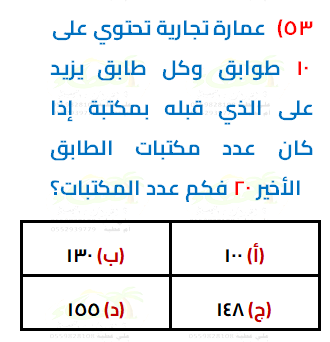 ٥٣) عمارة تجارية تحتوي على
١٠ طوابق وكل طابق يزيد
على الذي قبله بمكتبة إذا
كان عدد مكتبات الطابق
الأخير ٢٠ فكم عدد المكتبات؟
(أ) ١٠٠
(ب) ١٣٠
(ج) ١٤٨
(د) ١٥٥